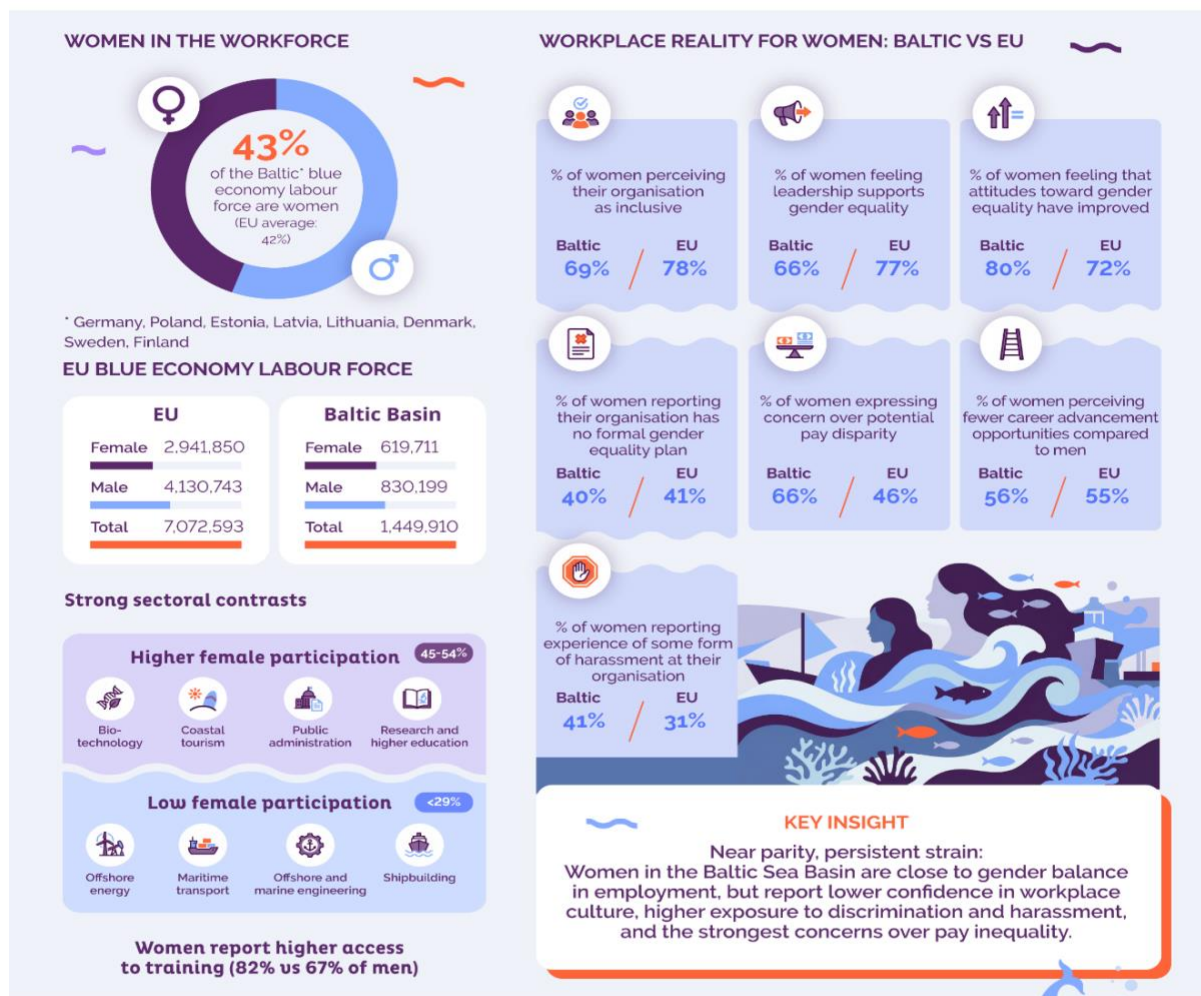 WOMEN IN THE WORKFORCE
43%
of the Baltic* blue
economy labour
force are women
(EU average:
42%)
* Germany, Poland, Estonia, Latvia, Lithuania, Denmark,
Sweden, Finland
EU BLUE ECONOMY LABOUR FORCE
EU
Female 2,941,850
Male 4,130,743
Total 7,072,593
Baltic Basin
Female 619,711
Male 830,199
Total 1,449,910
Strong sectoral contrasts
Higher female participation 45-54%
Bio-
technology
Coastal
tourism
Public
administration
Research and
higher education
Low female participation <29%
Offshore
energy
Maritime
transport
Offshore and
marine engineering
Shipbuilding
Women report higher access
to training (82% vs 67% of men)
WORKPLACE REALITY FOR WOMEN: BALTIC VS EU
% of women perceiving
their organisation
as inclusive
Baltic / EU
69% / 78%
% of women feeling
leadership supports
gender equality
Baltic / EU
66% / 77%
% of women feeling that
attitudes toward gender
equality have improved
Baltic / EU
80% / 72%
% of women reporting
their organisation has
no formal gender
equality plan
Baltic / EU
40% / 41%
% of women expressing
concern over potential
pay disparity
Baltic / EU
66% / 46%
% of women perceiving
fewer career advancement
opportunities compared
to men
Baltic / EU
56% / 55%
% of women reporting
experience of some form
of harassment at their
organisation
Baltic / EU
41% / 31%
KEY INSIGHT
Near parity, persistent strain:
Women in the Baltic Sea Basin are close to gender balance
in employment, but report lower confidence in workplace
culture, higher exposure to discrimination and harassment,
and the strongest concerns over pay inequality.